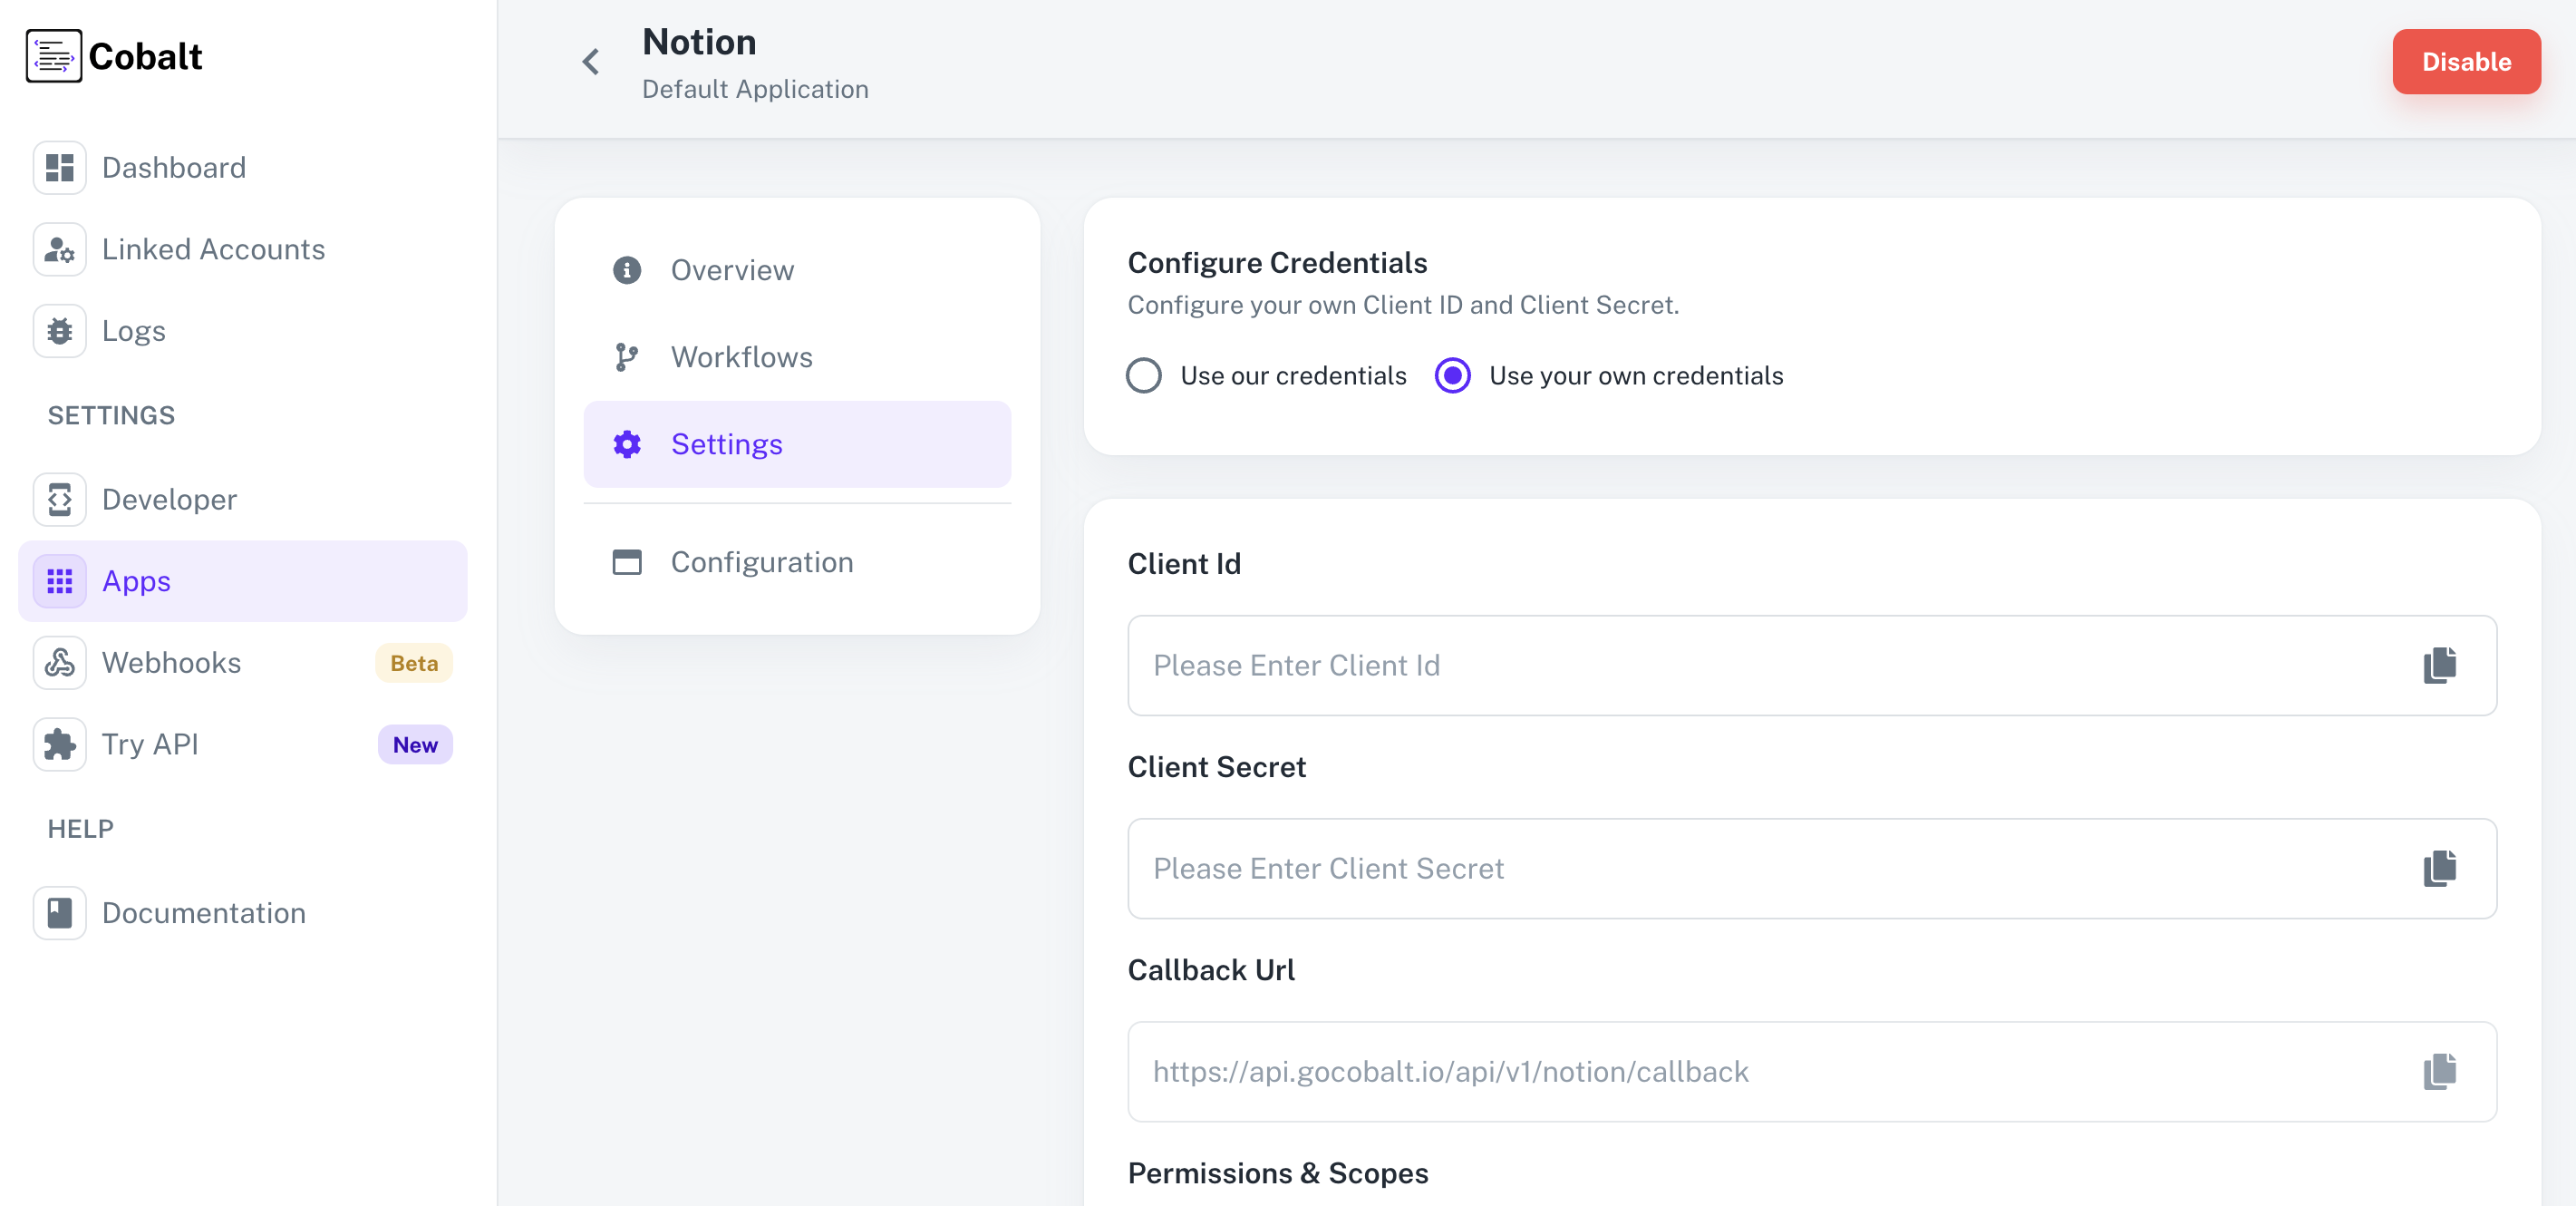 Cobalt
Dashboard
Linked Accounts
Logs
SETTINGS
Developer
Apps
Webhooks Beta
Try API New
HELP
Documentation
Notion
Default Application
Disable
Overview
Workflows
Settings
Configuration
Configure Credentials
Configure your own Client ID and Client Secret.
Use our credentials Use your own credentials
Client Id
Please Enter Client Id
Client Secret
Please Enter Client Secret
Callback Url
https://api.gocobalt.io/api/v1/notion/callback
Permissions & Scopes